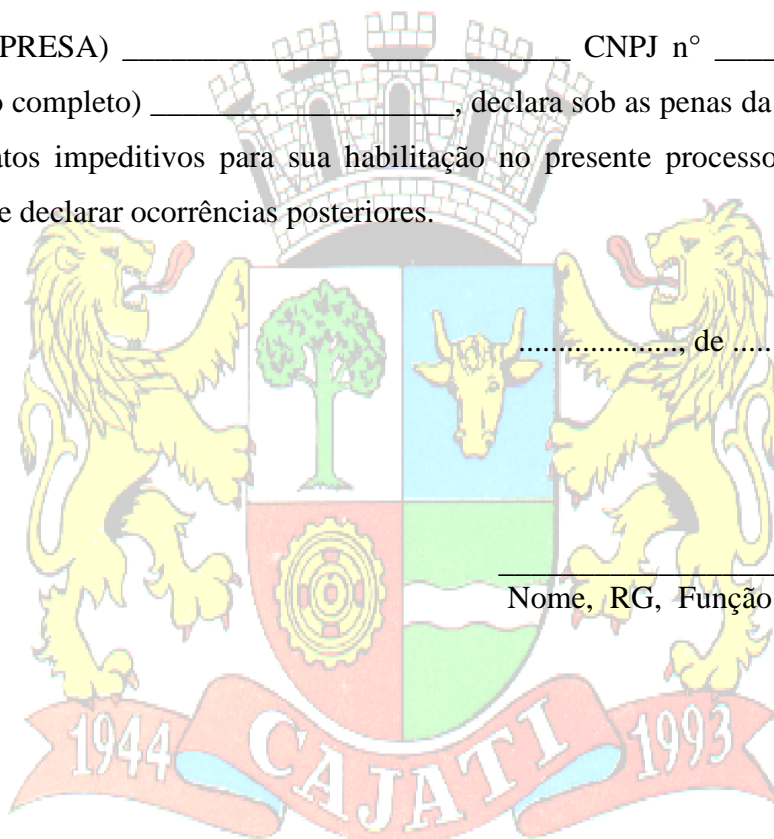 PRESA) ____________________________ CNPJ n° ____
o completo) ___________________, declara sob as penas da
atos impeditivos para sua habilitação no presente processo
e declarar ocorrências posteriores.
...................., de .....
__________________
Nome, RG, Função
1944 CAJATI 1993